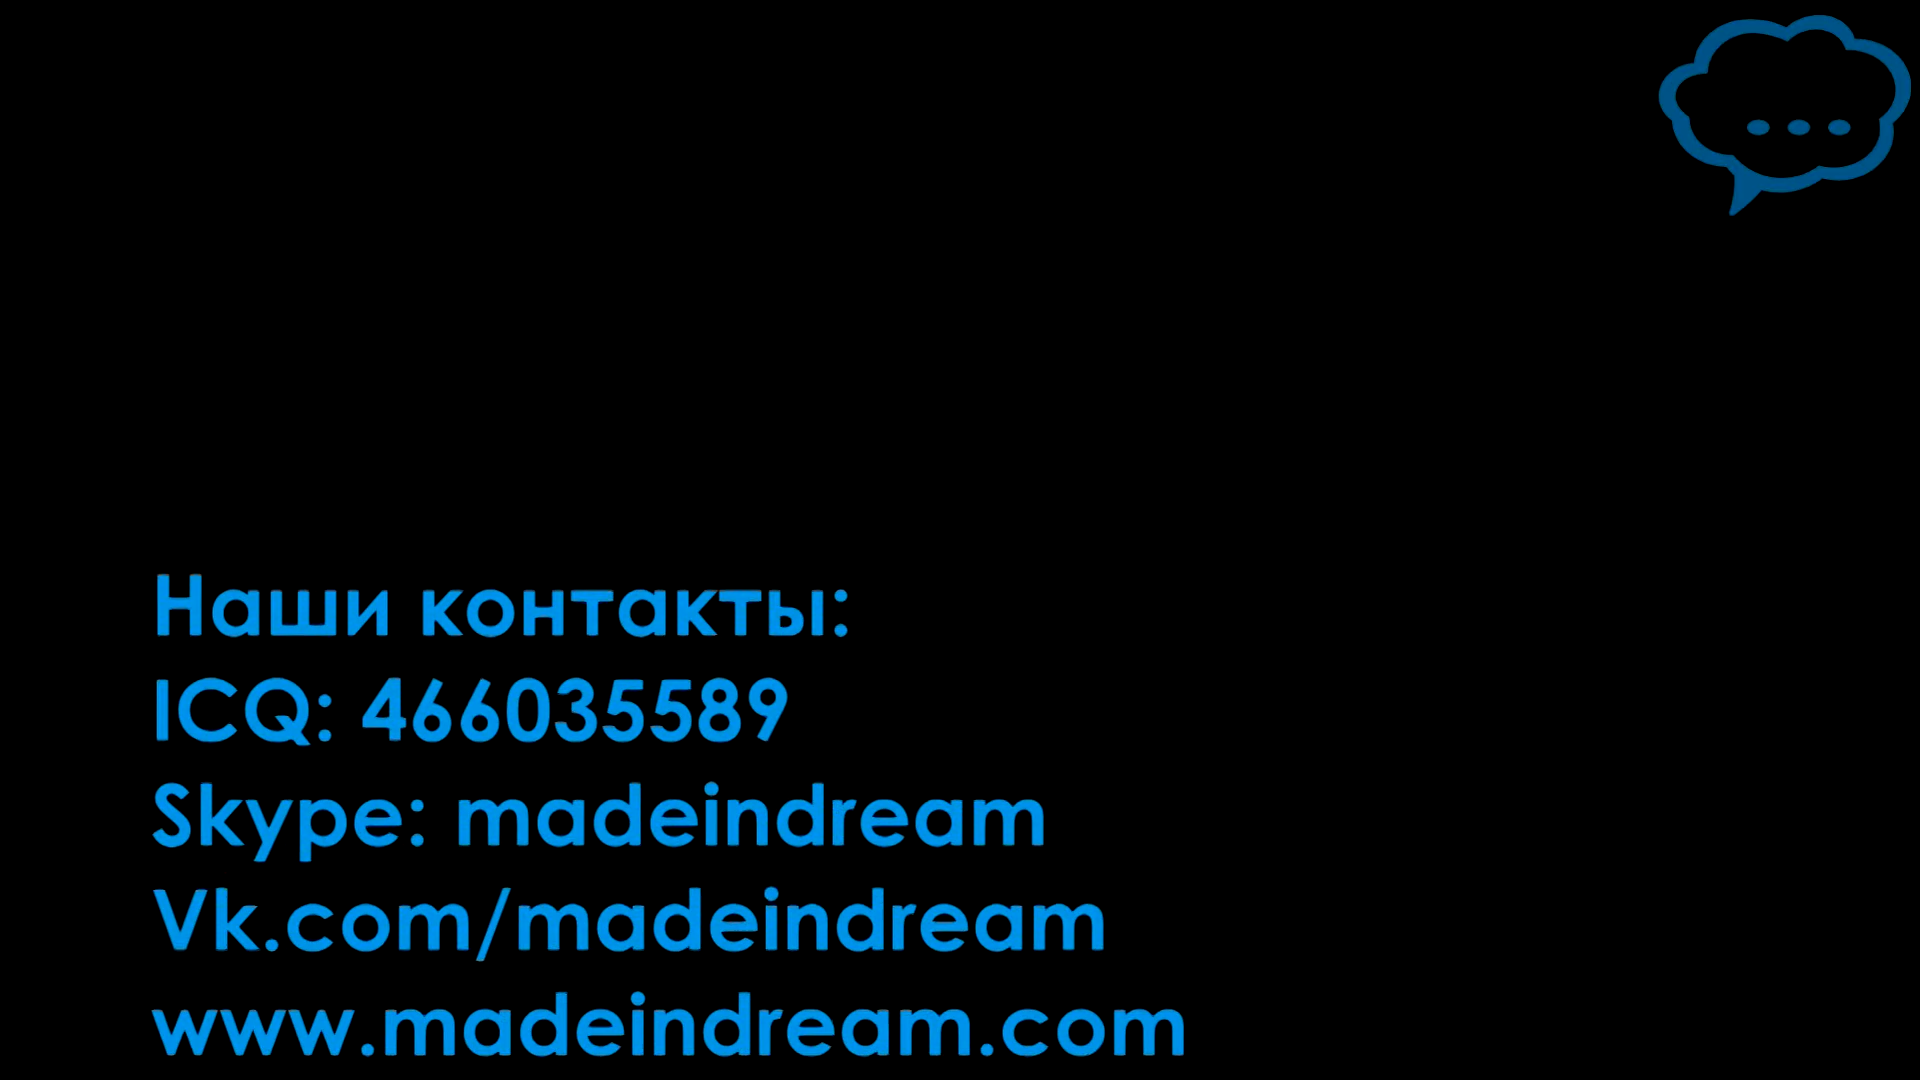 Наши контакты:
ICQ: 466035589
Skype: madeindream
Vk.com/madeindream
www.madeindream.com